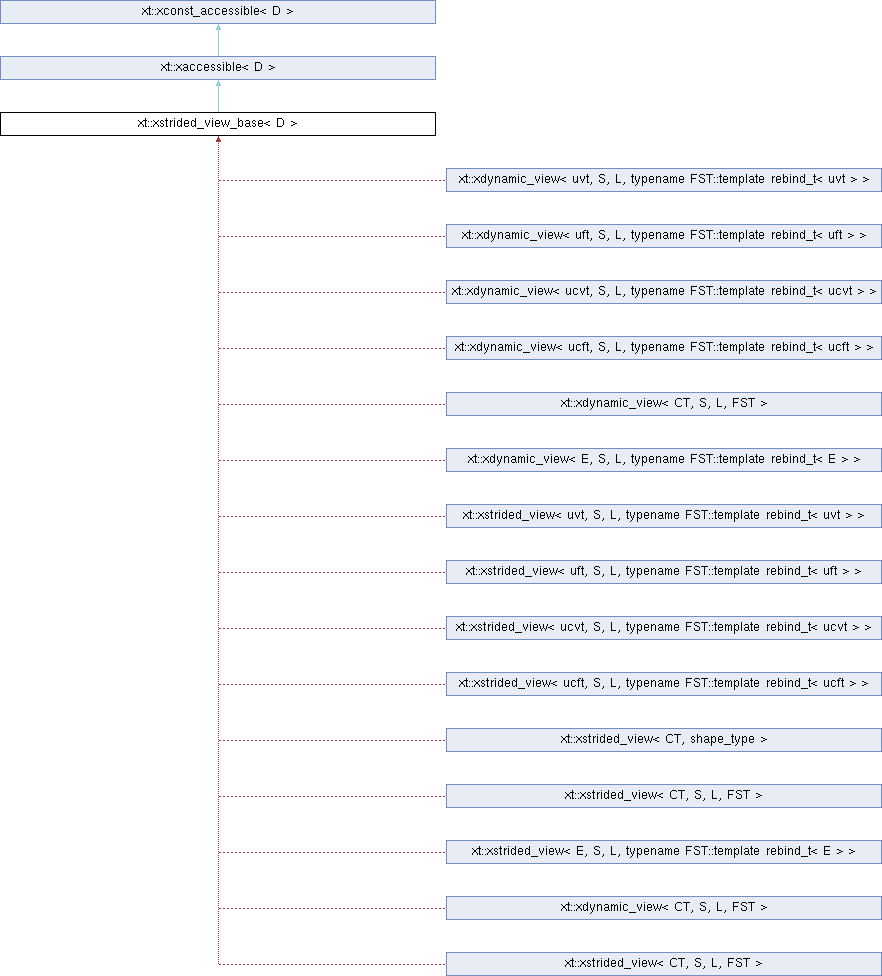 xt::xconst_accessible< D >
xt::xaccessible< D >
xt::xstrided_view_base< D >
xt::xdynamic_view< uvt, S, L, typename FST::template rebind_t< uvt > >
xt::xdynamic_view< uft, S, L, typename FST::template rebind_t< uft > >
xt::xdynamic_view< ucvt, S, L, typename FST::template rebind_t< ucvt > >
xt::xdynamic_view< ucft, S, L, typename FST::template rebind_t< ucft > >
xt::xdynamic_view< CT, S, L, FST >
xt::xdynamic_view< E, S, L, typename FST::template rebind_t< E > >
xt::xstrided_view< uvt, S, L, typename FST::template rebind_t< uvt > >
xt::xstrided_view< uft, S, L, typename FST::template rebind_t< uft > >
xt::xstrided_view< ucvt, S, L, typename FST::template rebind_t< ucvt > >
xt::xstrided_view< ucft, S, L, typename FST::template rebind_t< ucft > >
xt::xstrided_view< CT, shape_type >
xt::xstrided_view< CT, S, L, FST >
xt::xstrided_view< E, S, L, typename FST::template rebind_t< E > >
xt::xdynamic_view< CT, S, L, FST >
xt::xstrided_view< CT, S, L, FST >